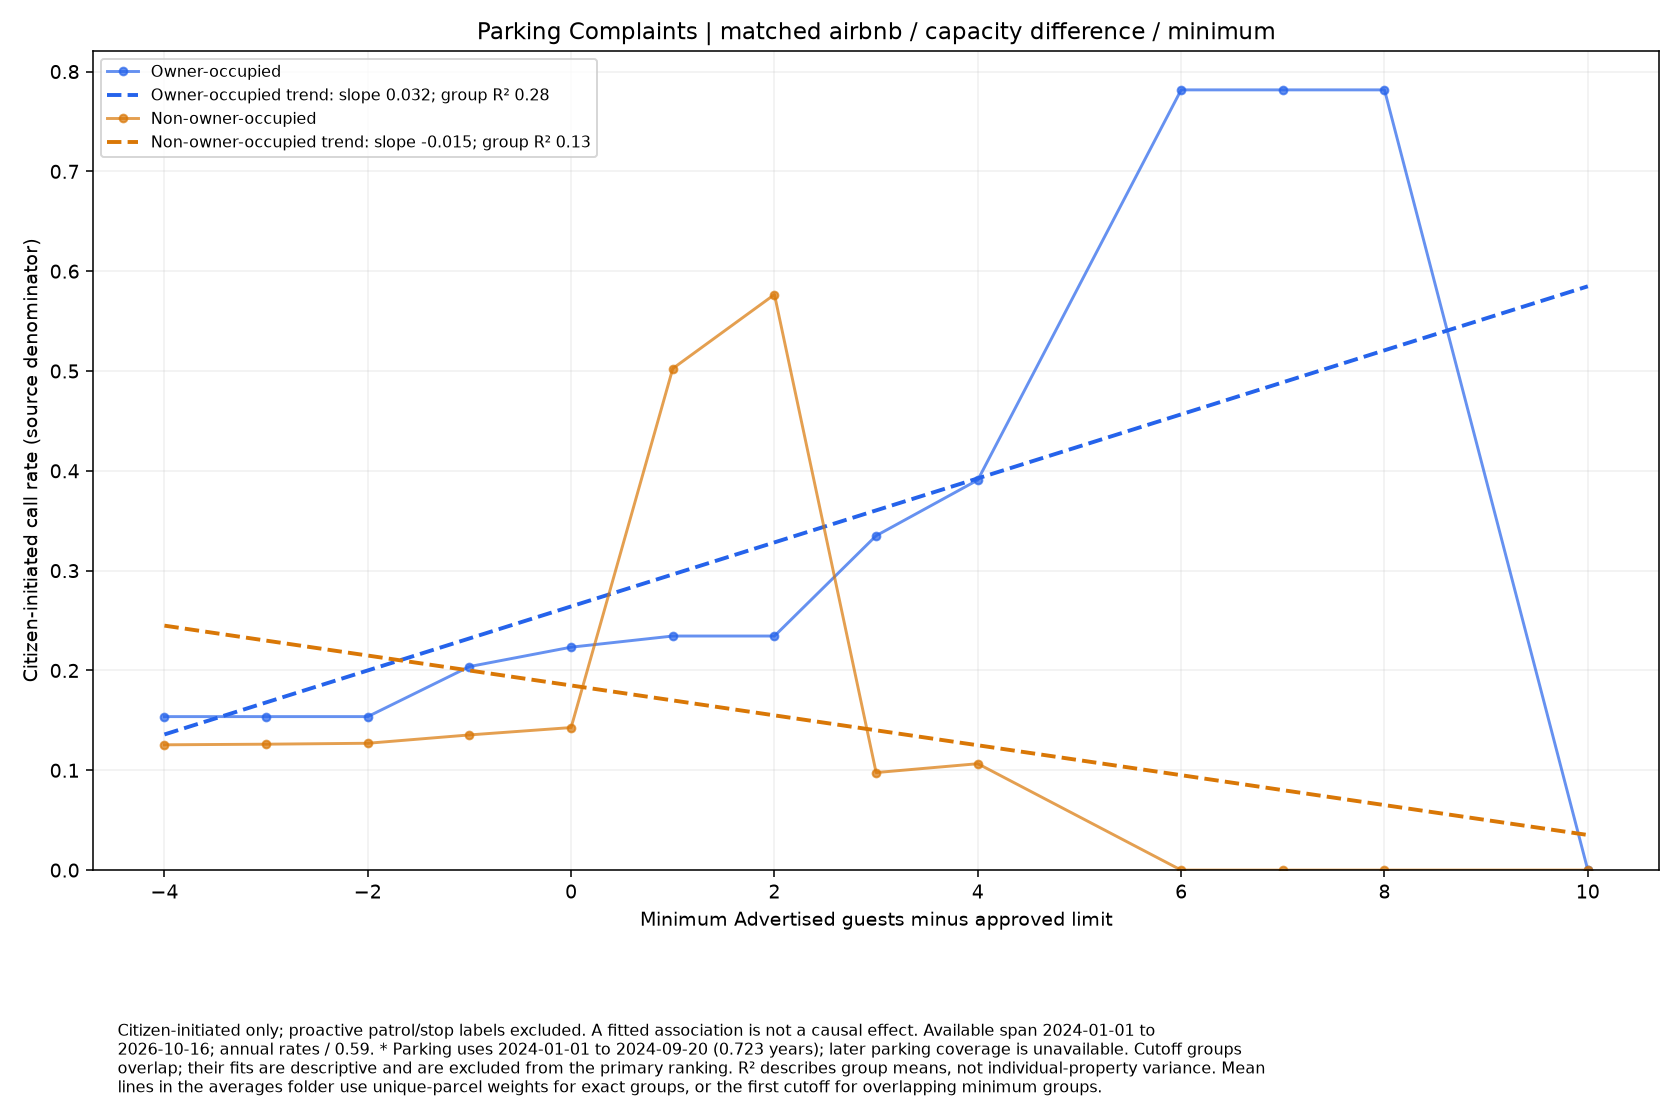 Parking Complaints | matched airbnb / capacity difference / minimum
Owner-occupied
Owner-occupied trend: slope 0.032; group R² 0.28
Non-owner-occupied
Non-owner-occupied trend: slope -0.015; group R² 0.13
Citizen-initiated call rate (source denominator)
0.8
0.7
0.6
0.5
0.4
0.3
0.2
0.1
0.0
−4
−2
0
2
4
6
8
10
Minimum Advertised guests minus approved limit
Citizen-initiated only; proactive patrol/stop labels excluded. A fitted association is not a causal effect. Available span 2024-01-01 to
2026-10-16; annual rates / 0.59. * Parking uses 2024-01-01 to 2024-09-20 (0.723 years); later parking coverage is unavailable. Cutoff groups
overlap; their fits are descriptive and are excluded from the primary ranking. R² describes group means, not individual-property variance. Mean
lines in the averages folder use unique-parcel weights for exact groups, or the first cutoff for overlapping minimum groups.